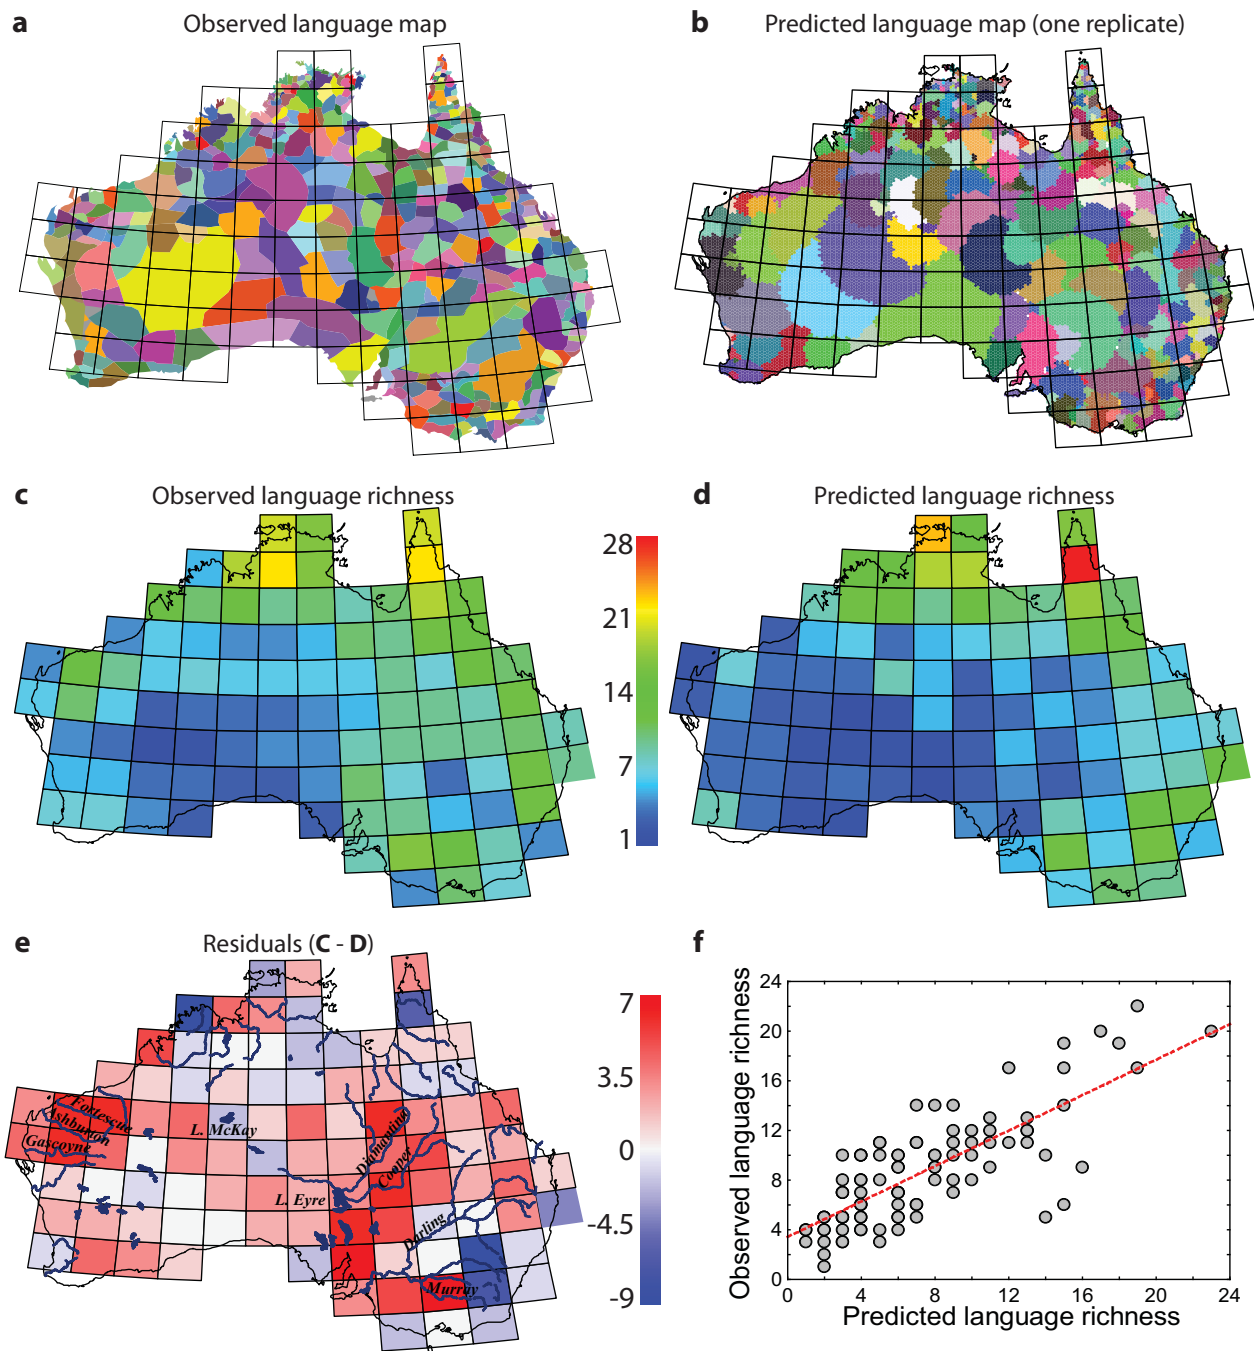 a Observed language map
b Predicted language map (one replicate)
c Observed language richness
d Predicted language richness
28
21
14
7
1
e Residuals (C - D)
Fortescue
Ashburton
Gascoyne
L. McKay
Diamantina
Cooper
L. Eyre
Darling
Murray
7
3.5
0
-4.5
-9
f
Observed language richness
24
20
16
12
8
4
0
0 4 8 12 16 20 24
Predicted language richness